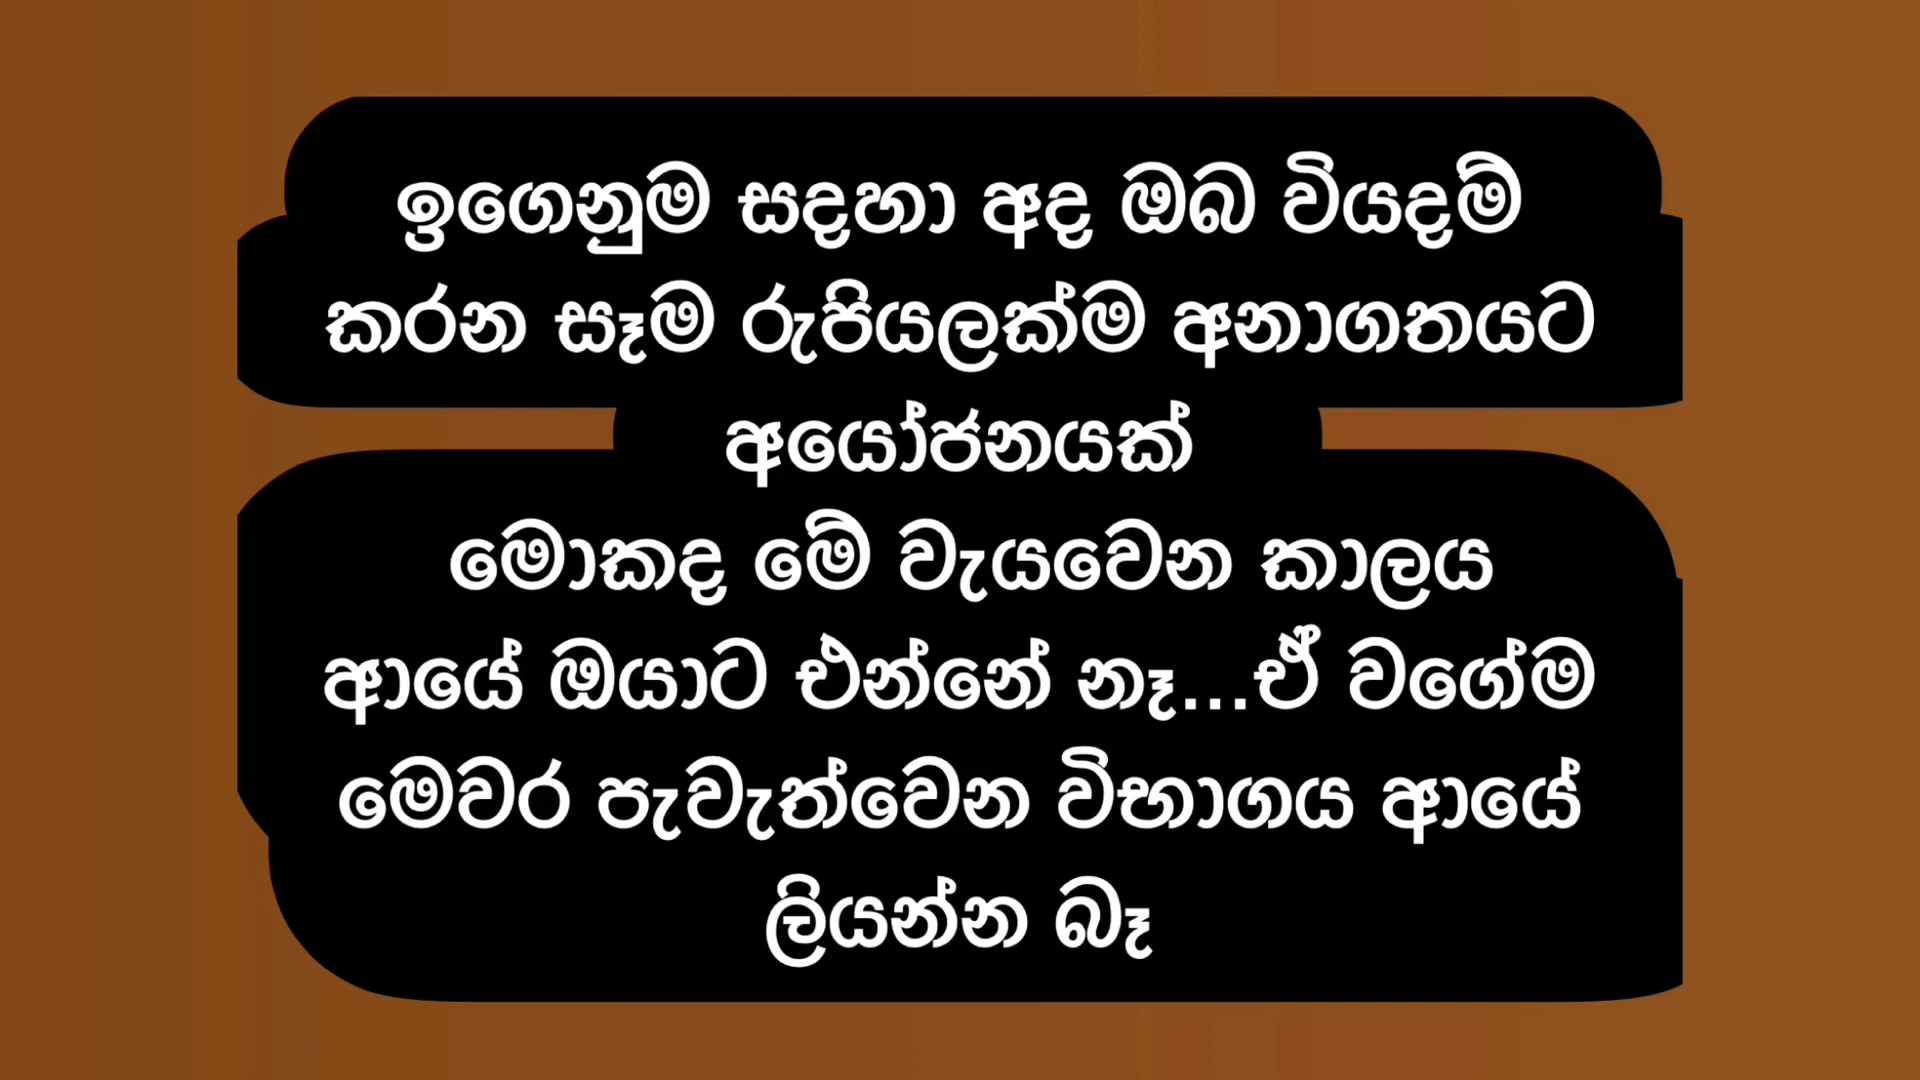 ඉගෙනුම සදහා අද ඔබ වියදම්
කරන සෑම රුපියලක්ම අනාගතයට
අයෝජනයක්
මොකද මේ වැයවෙන කාලය
ආයේ ඔයාට එන්නේ නෑ...ඒ වගේම
මෙවර පැවැත්වෙන විභාගය ආයේ
ලියන්න බෑ